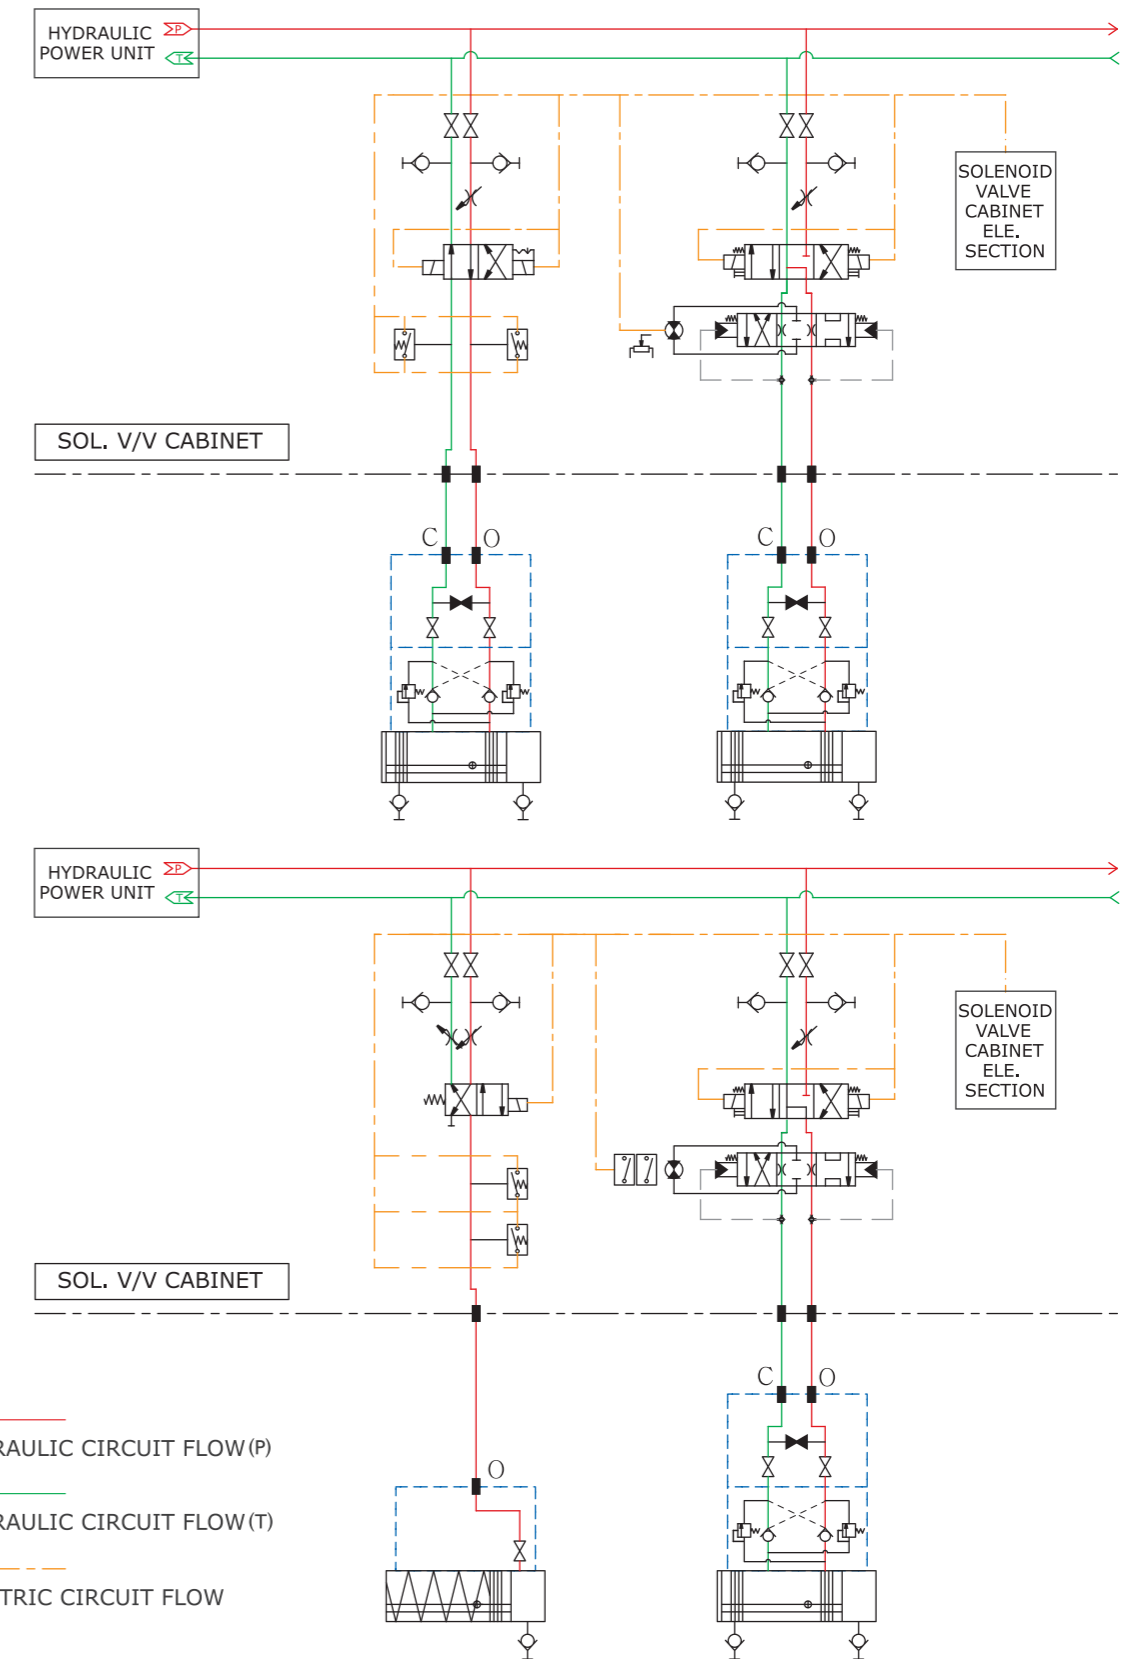 HYDRAULIC
POWER UNIT
P
T
SOLENOID
VALVE
CABINET
ELE.
SECTION
SOL. V/V CABINET
C O
C O
HYDRAULIC
POWER UNIT
P
T
SOLENOID
VALVE
CABINET
ELE.
SECTION
SOL. V/V CABINET
C O
O
RAULIC CIRCUIT FLOW(P)
RAULIC CIRCUIT FLOW(T)
TRIC CIRCUIT FLOW